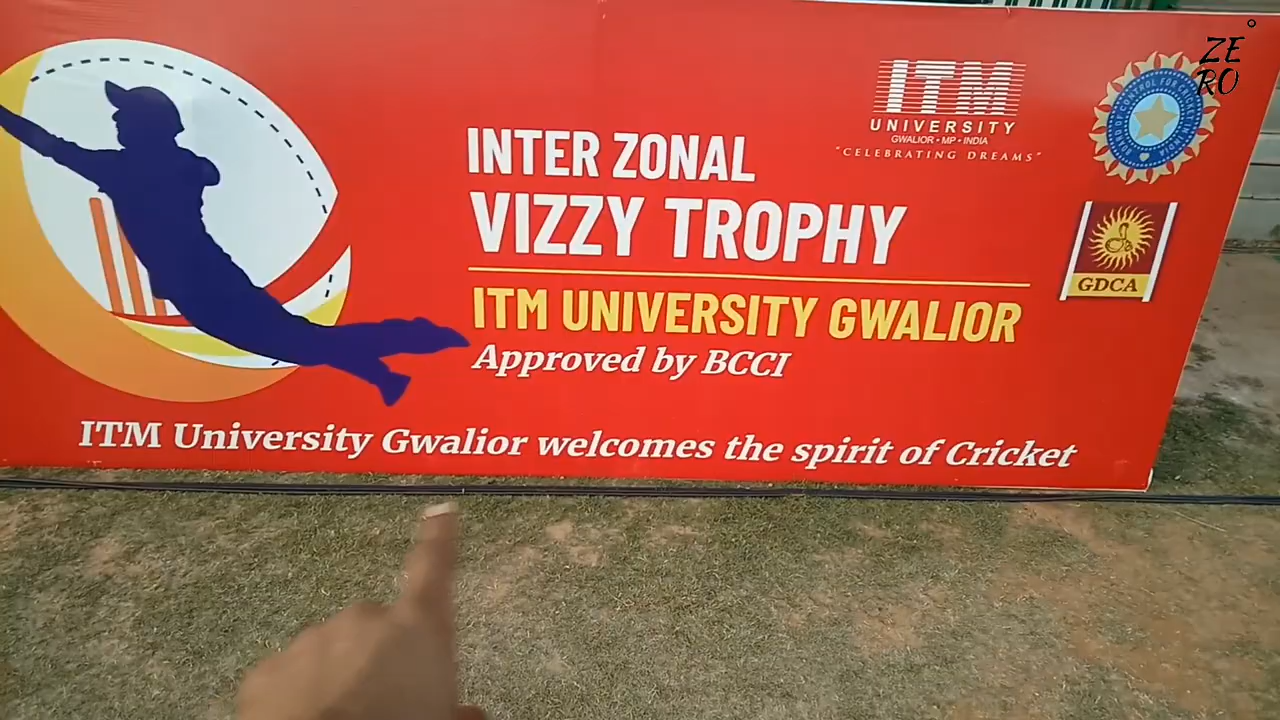 ZE
RO
ITM
UNIVERSITY
GWALIOR • MP • INDIA
"CELEBRATING DREAMS"
INTER ZONAL
VIZZY TROPHY
GDCA
ITM UNIVERSITY GWALIOR
Approved by BCCI
ITM University Gwalior welcomes the spirit of Cricket